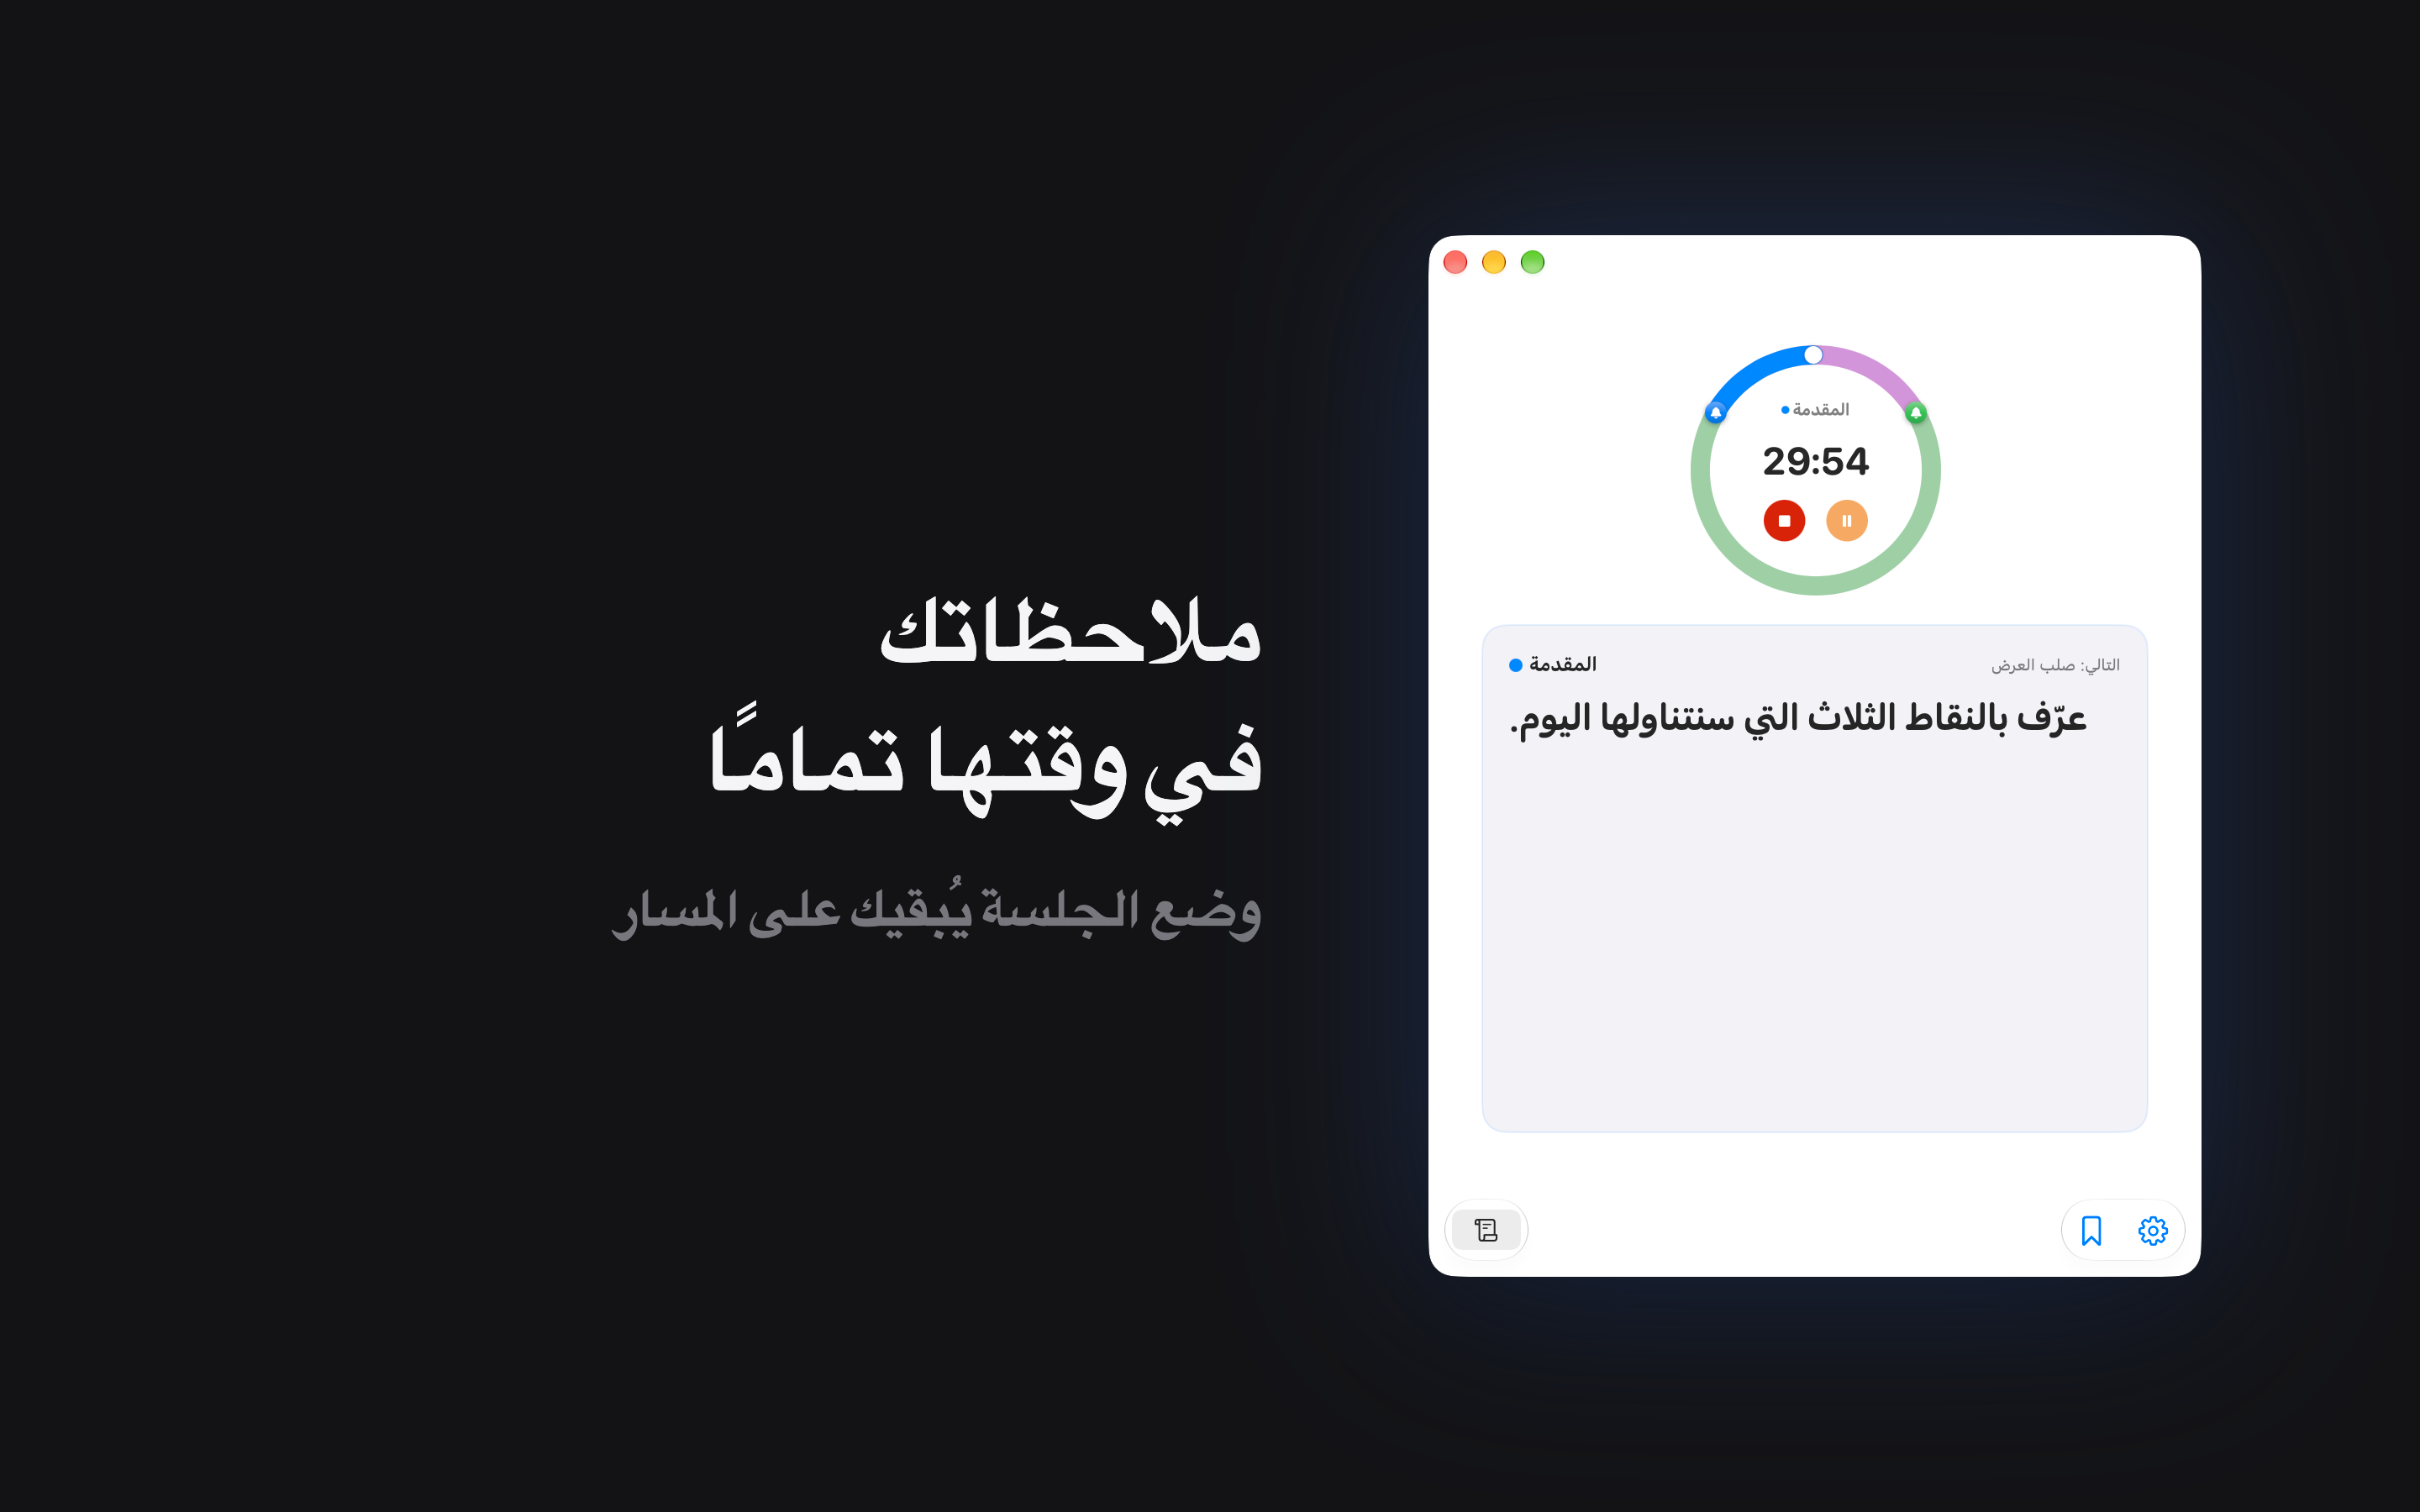 ملاحظاتك
في وقتها تمامًا
وضع الجلسة يُبقيك على المسار
المقدمة
29:54
المقدمة
التالي: صلب العرض
عرّف بالنقاط الثلاث التي سنتناولها اليوم.